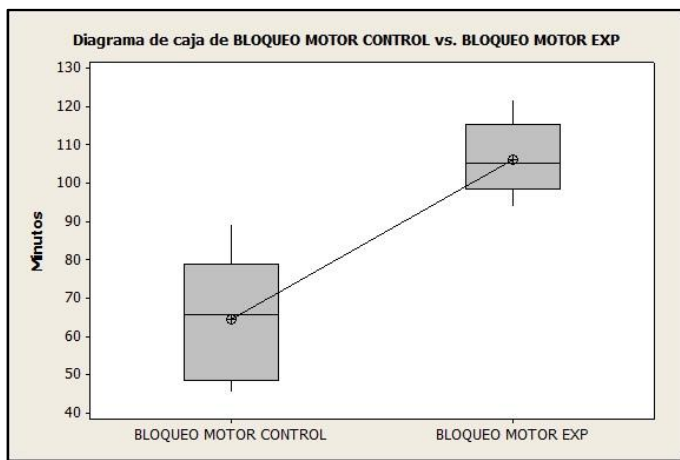 Diagrama de caja de BLOQUEO MOTOR CONTROL vs. BLOQUEO MOTOR EXP
130
120
110
100
90
80
70
60
50
40
Minutos
BLOQUEO MOTOR CONTROL
BLOQUEO MOTOR EXP